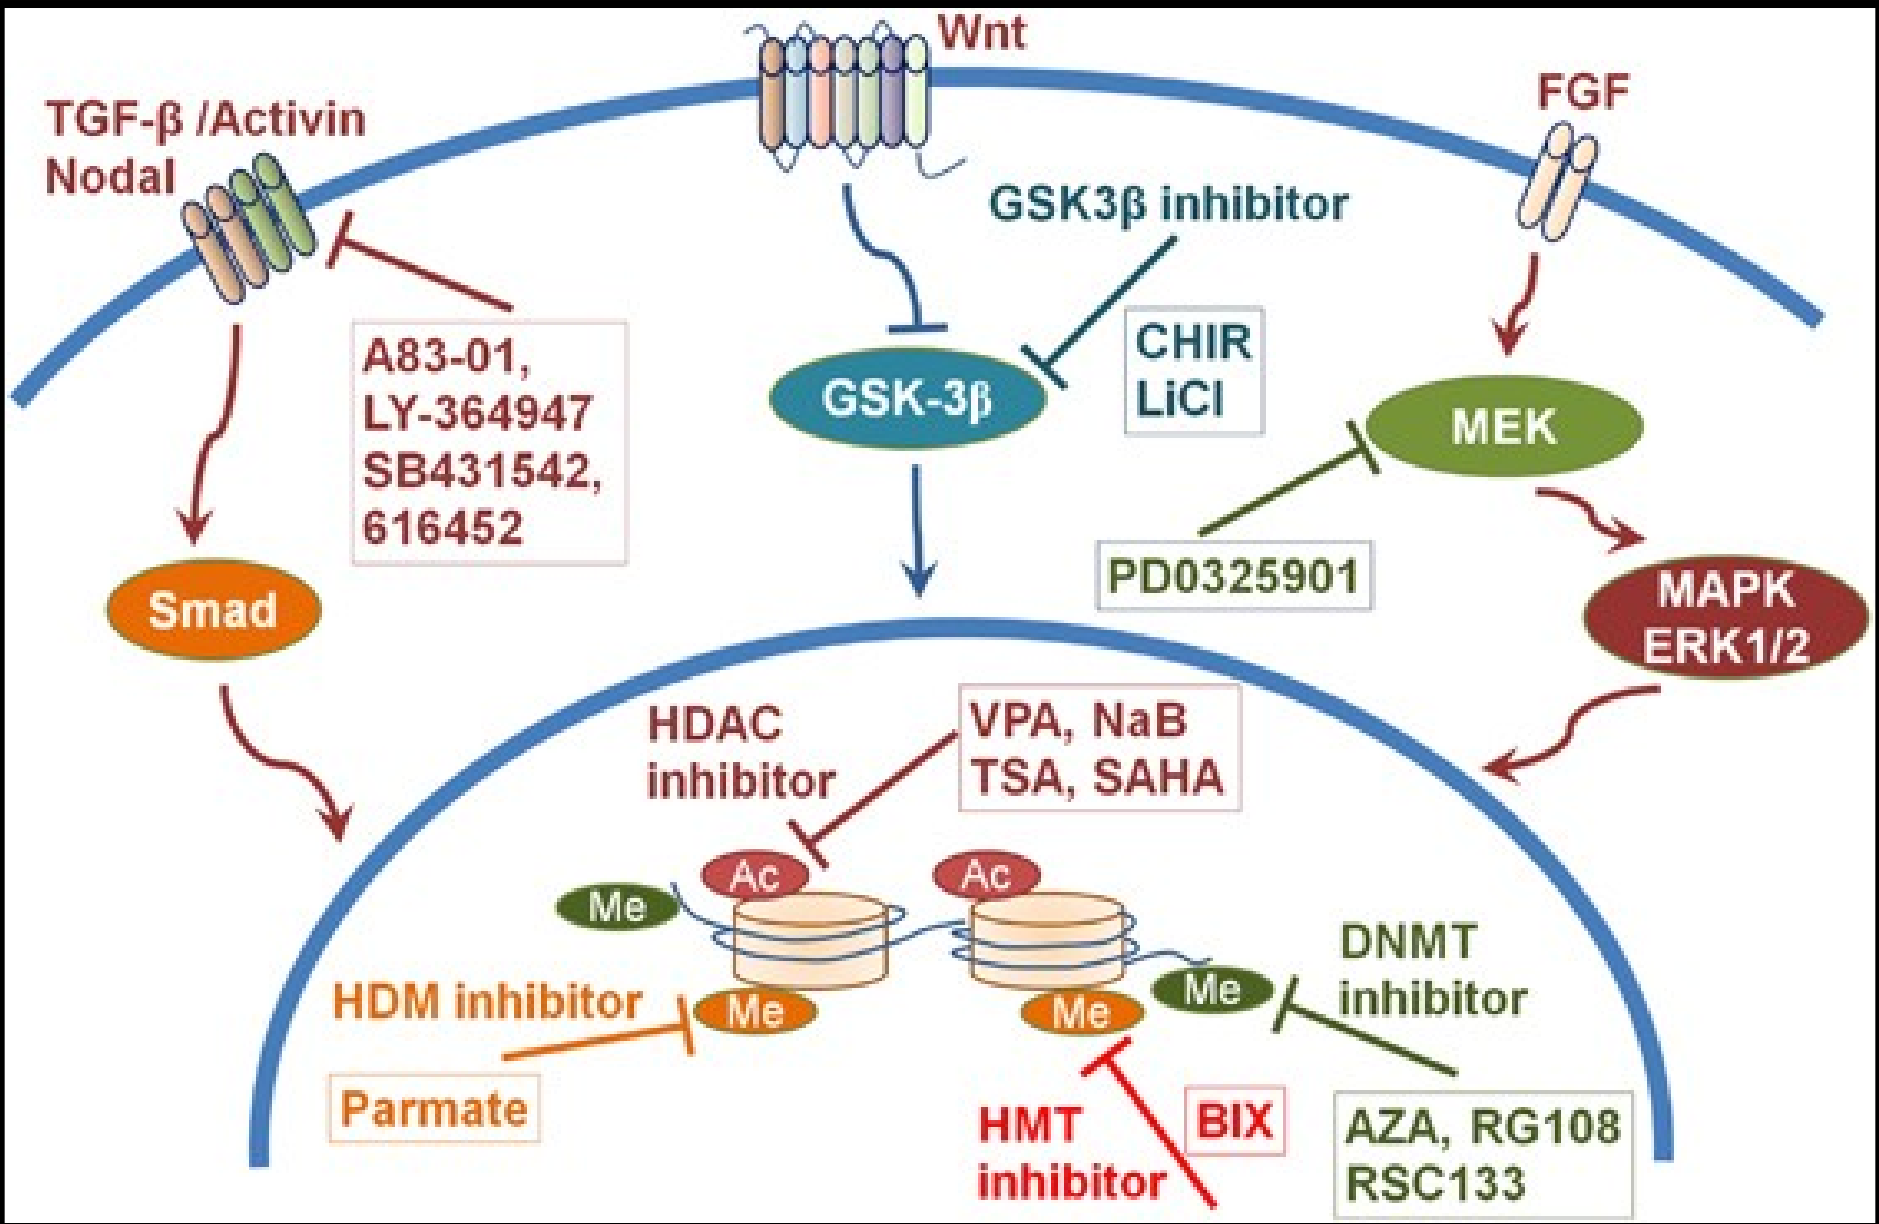 Wnt
FGF
TGF-β /Activin
Nodal
GSK3β inhibitor
A83-01,
LY-364947
SB431542,
616452
CHIR
LiCl
GSK-3β
MEK
PD0325901
Smad
MAPK
ERK1/2
HDAC
inhibitor
VPA, NaB
TSA, SAHA
Ac
Ac
Me
Me
Me
Me
DNMT
inhibitor
HDM inhibitor
Parmate
HMT
inhibitor
BIX
AZA, RG108
RSC133